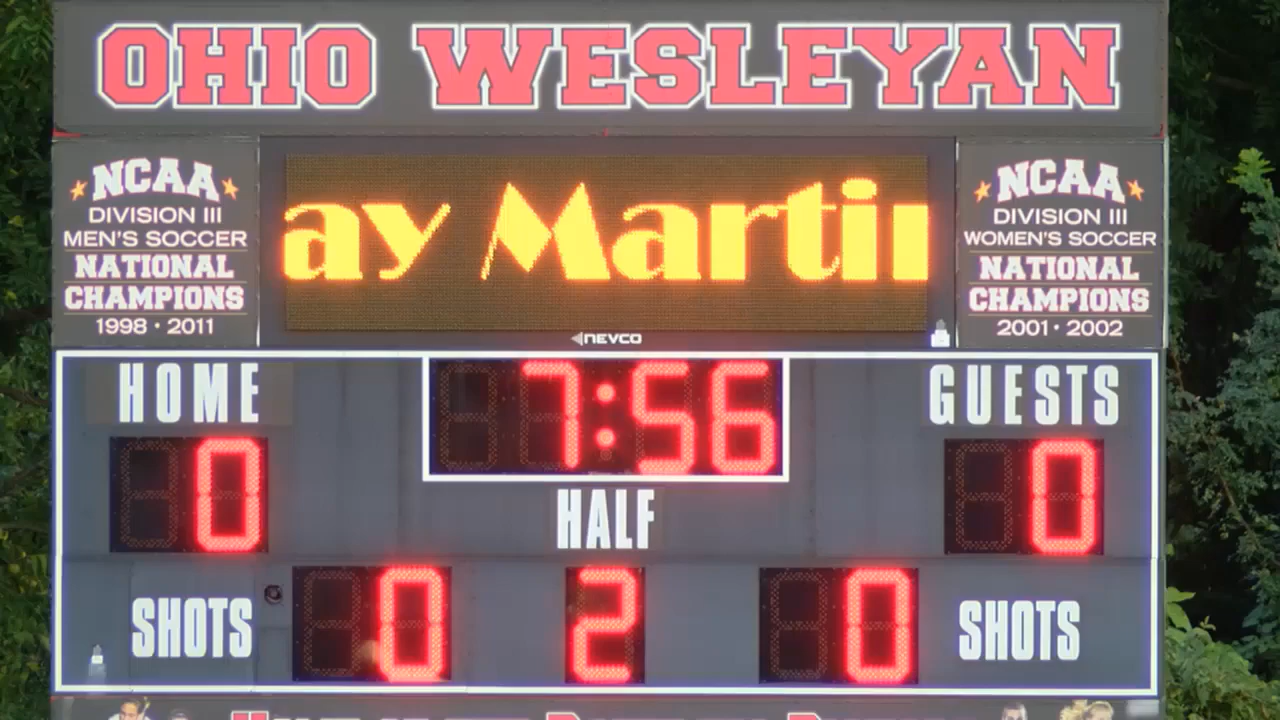 OHIO WESLEYAN
NCAA
DIVISION III
MEN'S SOCCER
NATIONAL
CHAMPIONS
1998 · 2011
ay Martin
NEVCO
NCAA
DIVISION III
WOMEN'S SOCCER
NATIONAL
CHAMPIONS
2001 · 2002
HOME
7:56
GUESTS
0
0
HALF
SHOTS
0
2
0
SHOTS